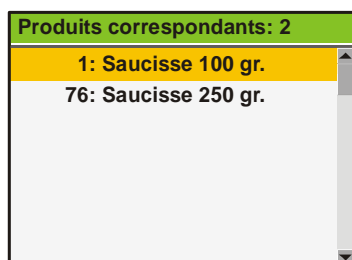 Produits correspondants: 2
1: Saucisse 100 gr.
76: Saucisse 250 gr.